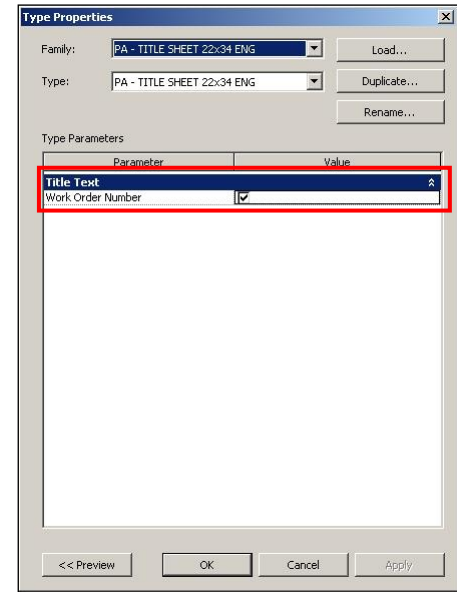 Type Properties
Family: PA - TITLE SHEET 22x34 ENG Load...
Type: PA - TITLE SHEET 22x34 ENG Duplicate...
Rename...
Type Parameters
Parameter Value
Title Text
Work Order Number
<< Preview OK Cancel Apply